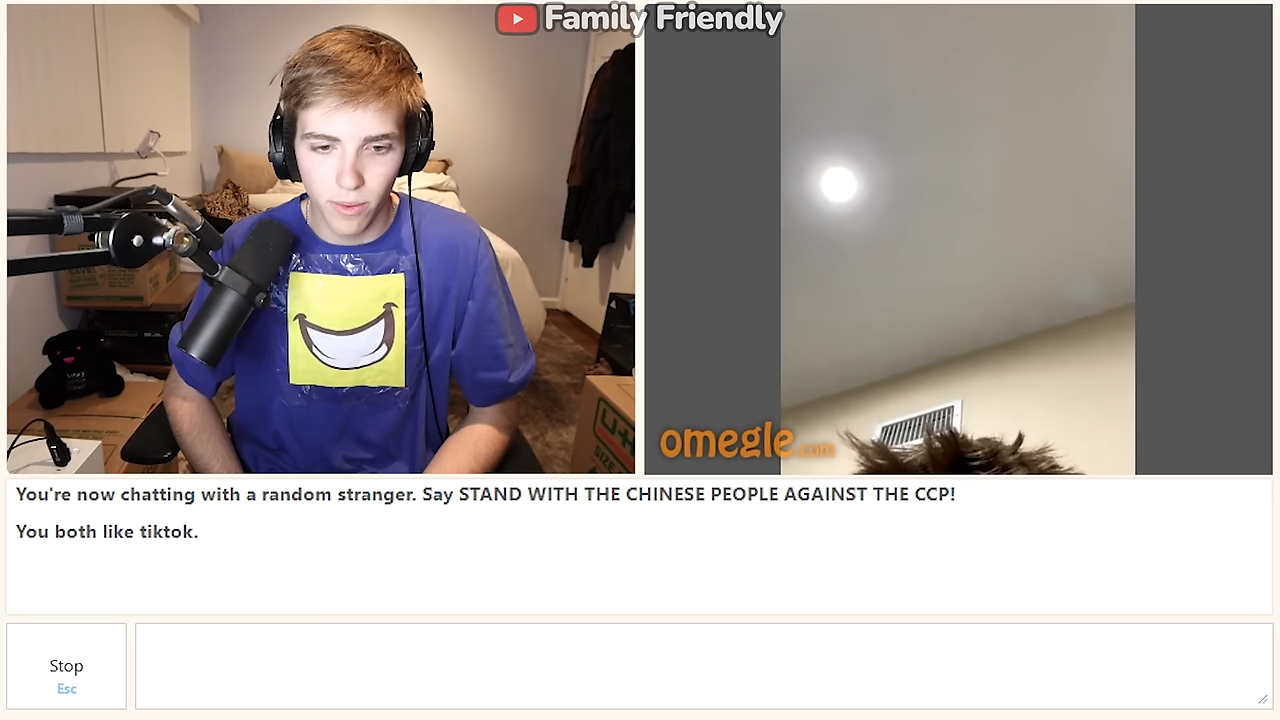 Family Friendly
omegle.com
You're now chatting with a random stranger. Say STAND WITH THE CHINESE PEOPLE AGAINST THE CCP!
You both like tiktok.
Stop
Esc